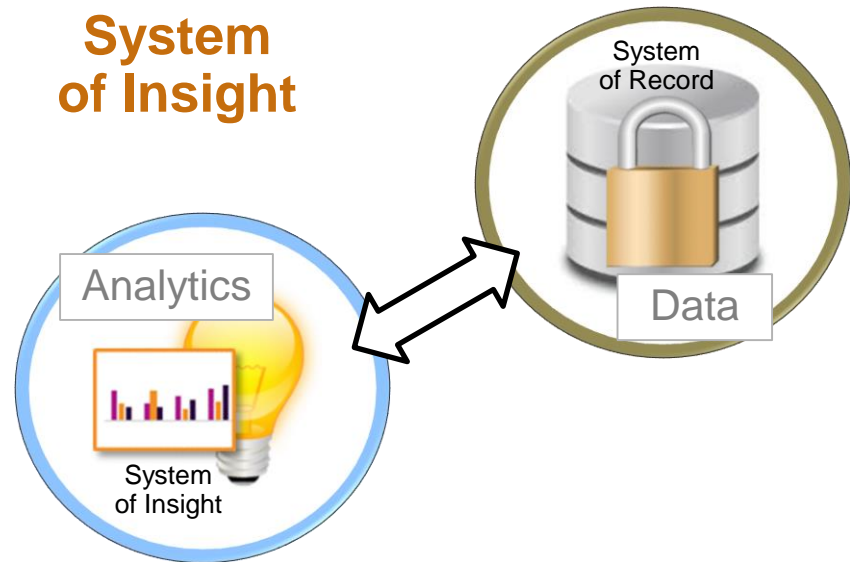 System
of Insight
System
of Record
Data
Analytics
System
of Insight